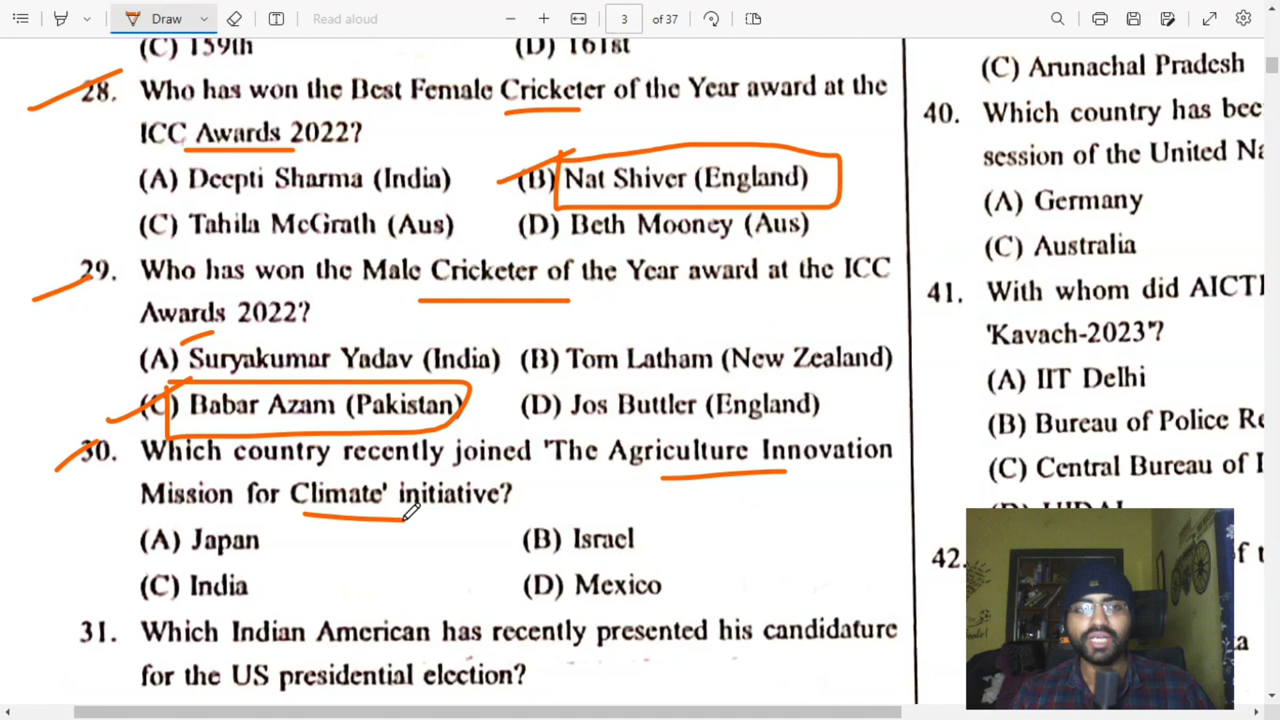 Draw
Read aloud
3
of 37
(C) 159th (D) 161st
28. Who has won the Best Female Cricketer of the Year award at the
ICC Awards 2022?
(A) Deepti Sharma (India) (B) Nat Shiver (England)
(C) Tahila McGrath (Aus) (D) Beth Mooney (Aus)
29. Who has won the Male Cricketer of the Year award at the ICC
Awards 2022?
(A) Suryakumar Yadav (India) (B) Tom Latham (New Zealand)
(C) Babar Azam (Pakistan) (D) Jos Buttler (England)
30. Which country recently joined 'The Agriculture Innovation
Mission for Climate' initiative?
(A) Japan (B) Israel
(C) India (D) Mexico
31. Which Indian American has recently presented his candidature
for the US presidential election?
(C) Arunachal Pradesh
40. Which country has bee
session of the United Na
(A) Germany
(C) Australia
41. With whom did AICTI
'Kavach-2023'?
(A) IIT Delhi
(B) Bureau of Police Re
(C) Central Bureau of I
42.